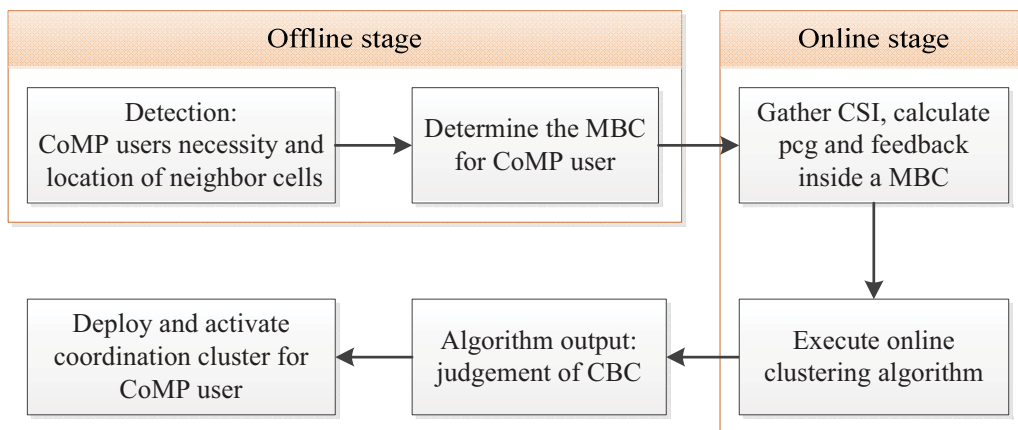 Offline stage
Online stage
Detection:
CoMP users necessity and
location of neighbor cells
Determine the MBC
for CoMP user
Gather CSI, calculate
pcg and feedback
inside a MBC
Execute online
clustering algorithm
Algorithm output:
judgement of CBC
Deploy and activate
coordination cluster for
CoMP user